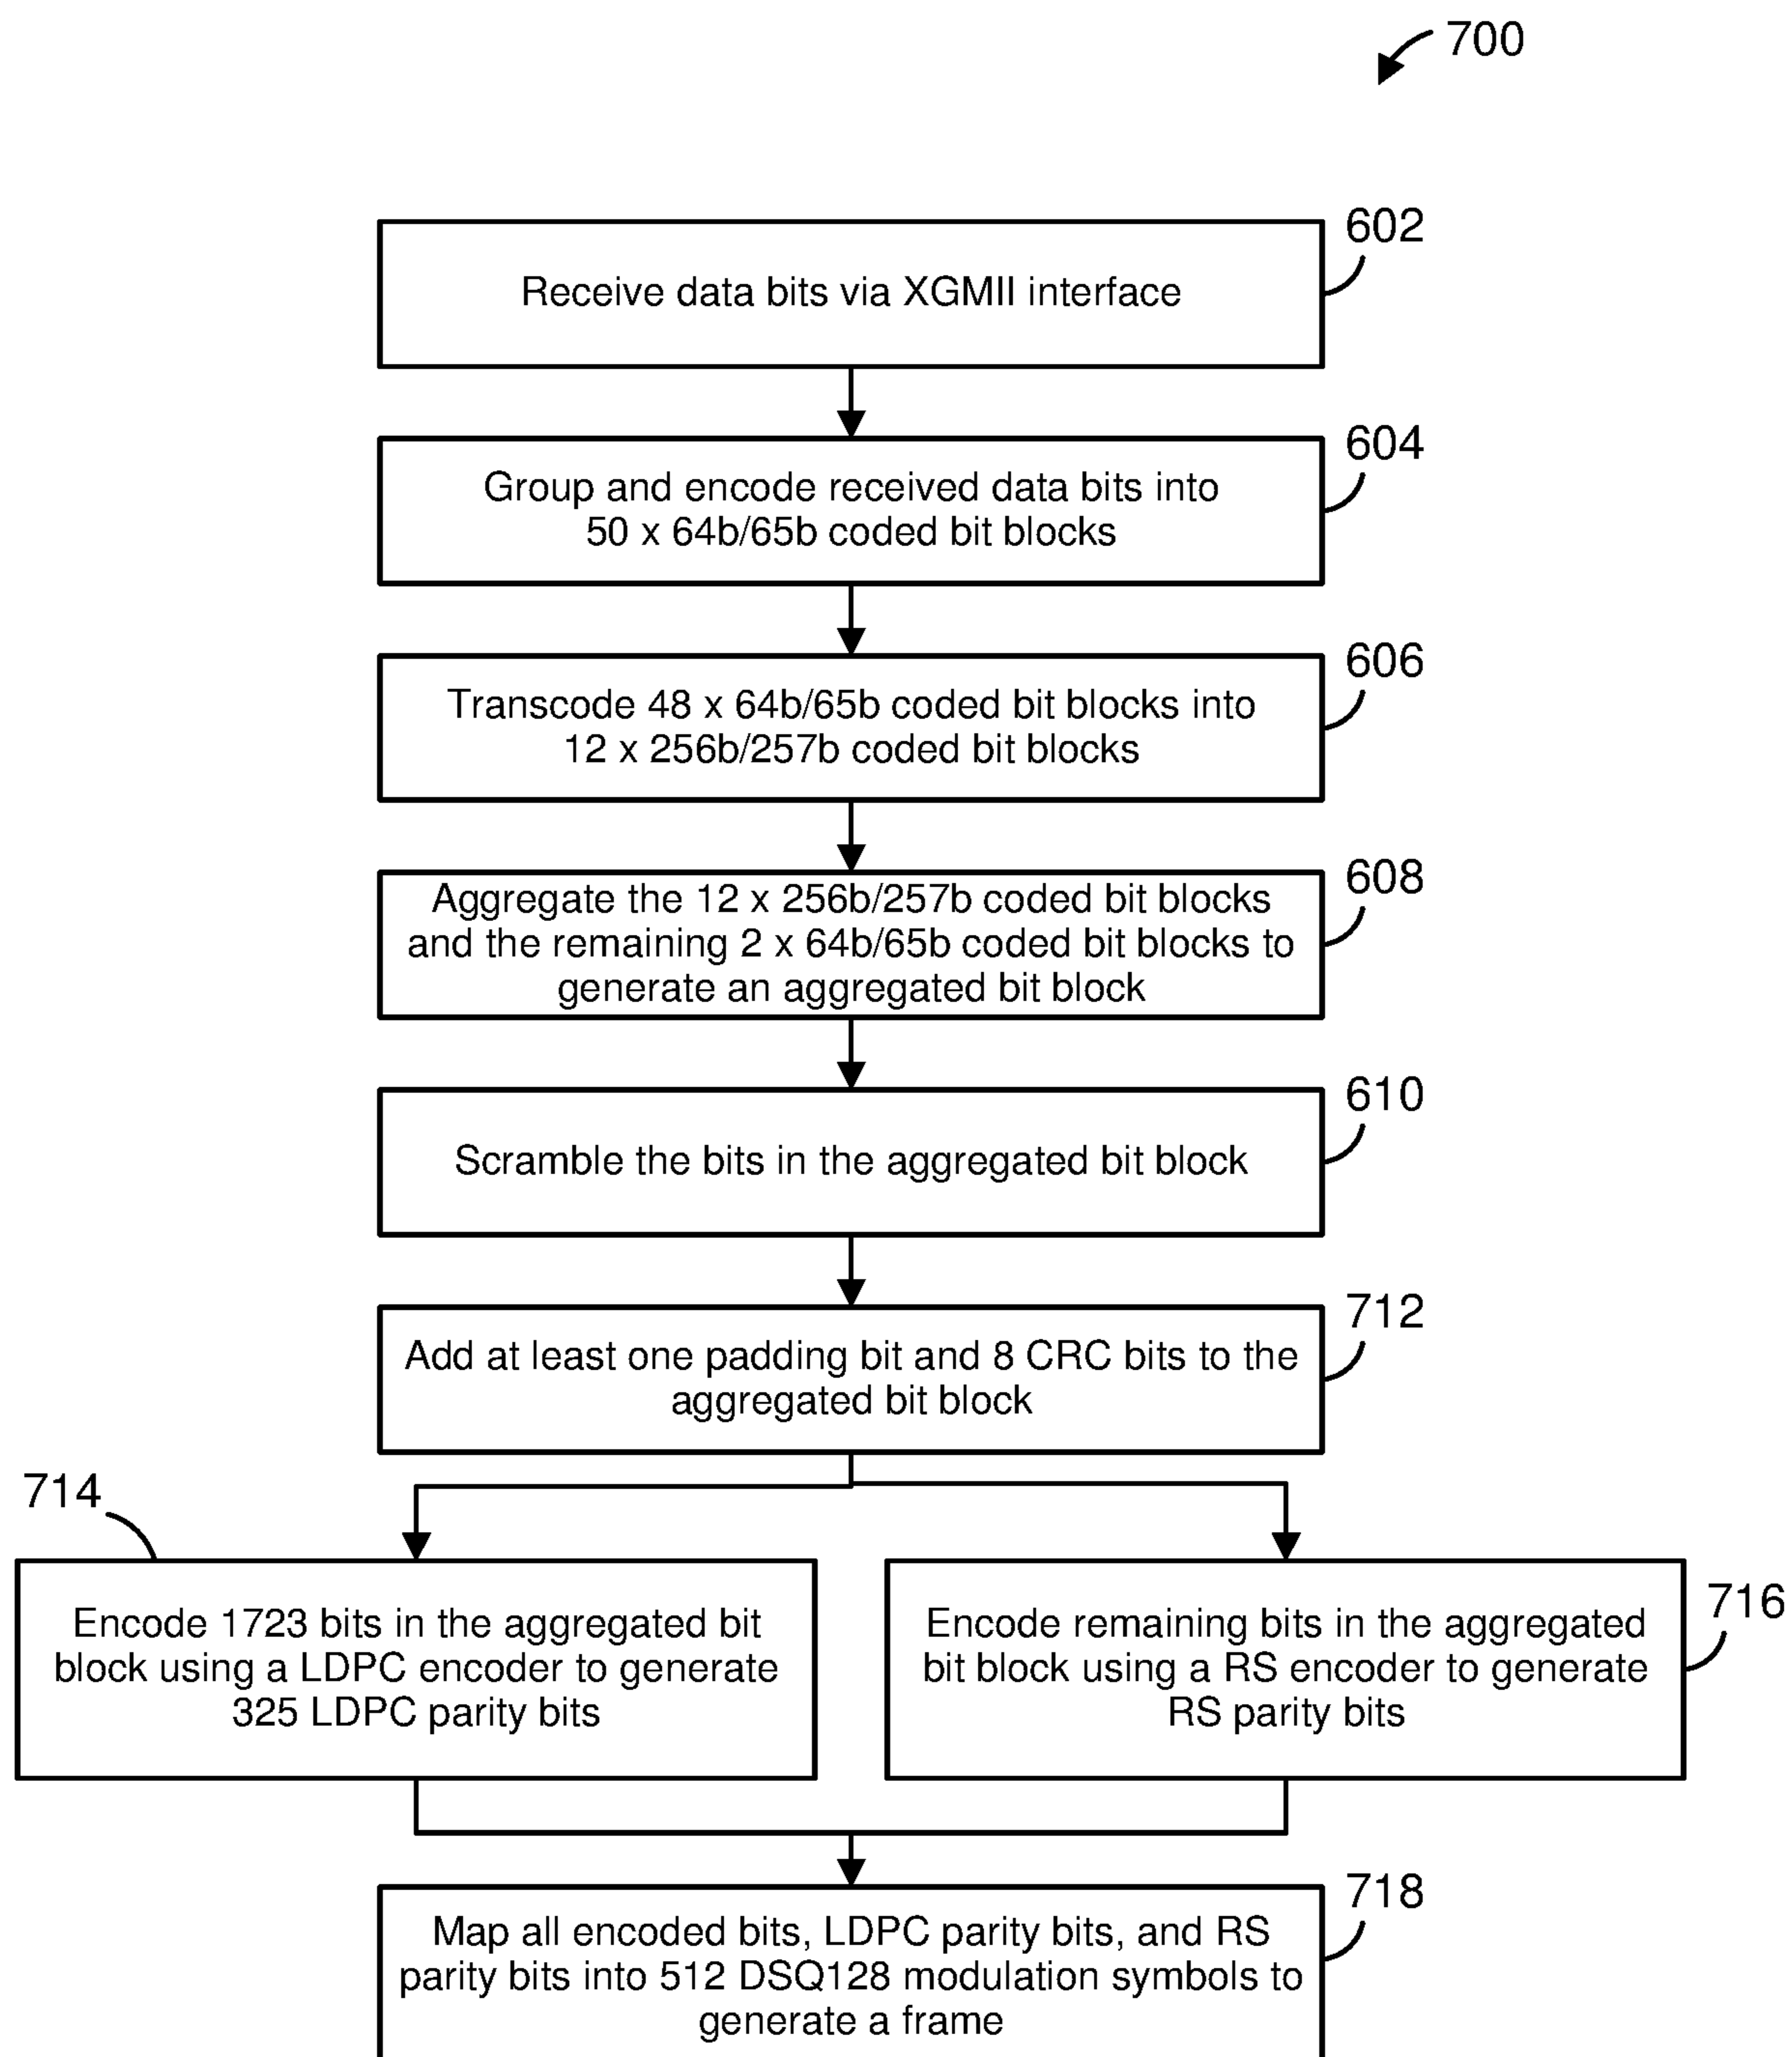 700
602
Receive data bits via XGMII interface
604
Group and encode received data bits into
50 x 64b/65b coded bit blocks
606
Transcode 48 x 64b/65b coded bit blocks into
12 x 256b/257b coded bit blocks
608
Aggregate the 12 x 256b/257b coded bit blocks
and the remaining 2 x 64b/65b coded bit blocks to
generate an aggregated bit block
610
Scramble the bits in the aggregated bit block
712
Add at least one padding bit and 8 CRC bits to the
aggregated bit block
714
Encode 1723 bits in the aggregated bit
block using a LDPC encoder to generate
325 LDPC parity bits
716
Encode remaining bits in the aggregated
bit block using a RS encoder to generate
RS parity bits
718
Map all encoded bits, LDPC parity bits, and RS
parity bits into 512 DSQ128 modulation symbols to
generate a frame